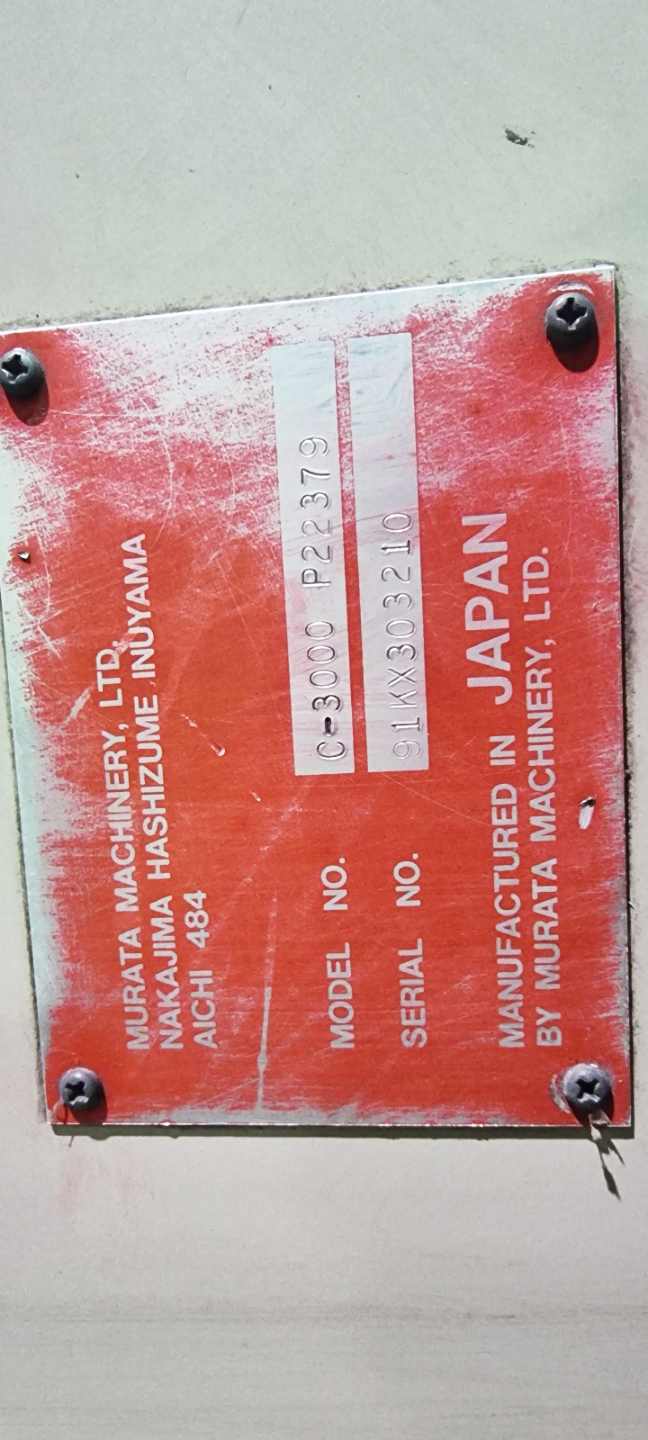 MURATA MACHINERY, LTD.
NAKAJIMA HASHIZUME INUYAMA
AICHI 484
MODEL NO. C-3000 P22379
SERIAL NO. 91KX303210
MANUFACTURED IN JAPAN
BY MURATA MACHINERY, LTD.